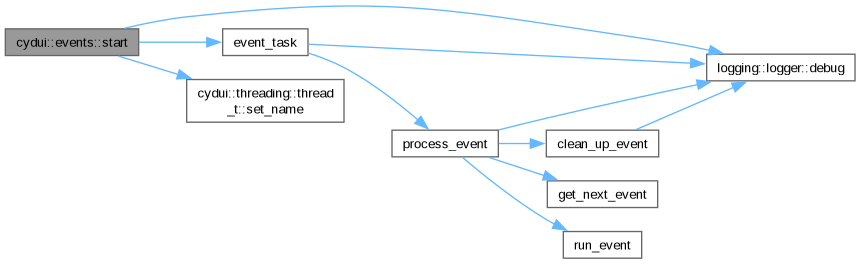 cydui::events::start
event_task
logging::logger::debug
cydui::threading::thread
_t::set_name
process_event
clean_up_event
get_next_event
run_event